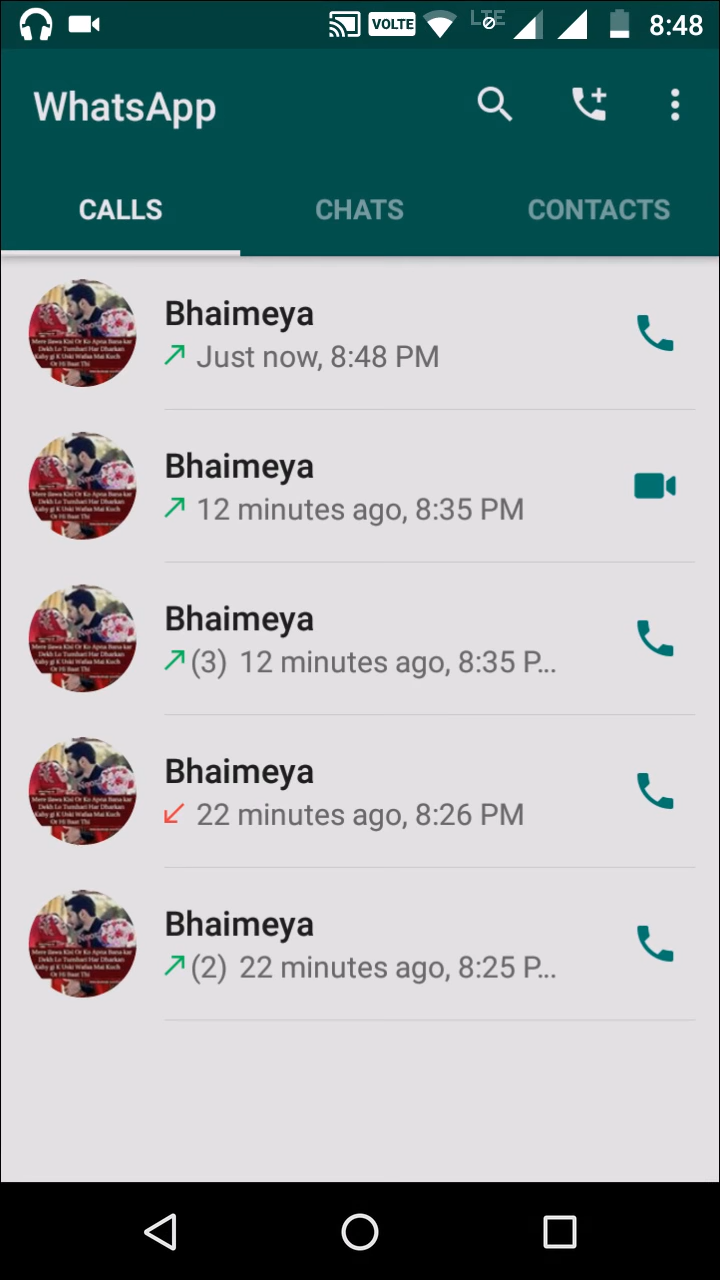 VOLTE LTE 8:48
WhatsApp
CALLS CHATS CONTACTS
Bhaimeya
Just now, 8:48 PM
Bhaimeya
12 minutes ago, 8:35 PM
Bhaimeya
(3) 12 minutes ago, 8:35 P...
Bhaimeya
22 minutes ago, 8:26 PM
Bhaimeya
(2) 22 minutes ago, 8:25 P...